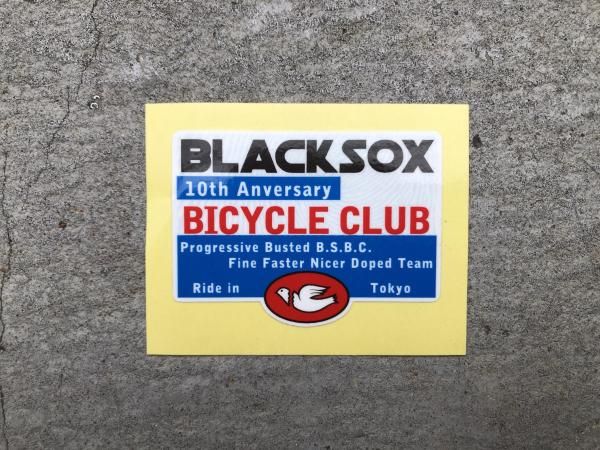 BLACKSOX
10th Anversary
BICYCLE CLUB
Progressive Busted B.S.B.C.
Fine Faster Nicer Doped Team
Ride in Tokyo